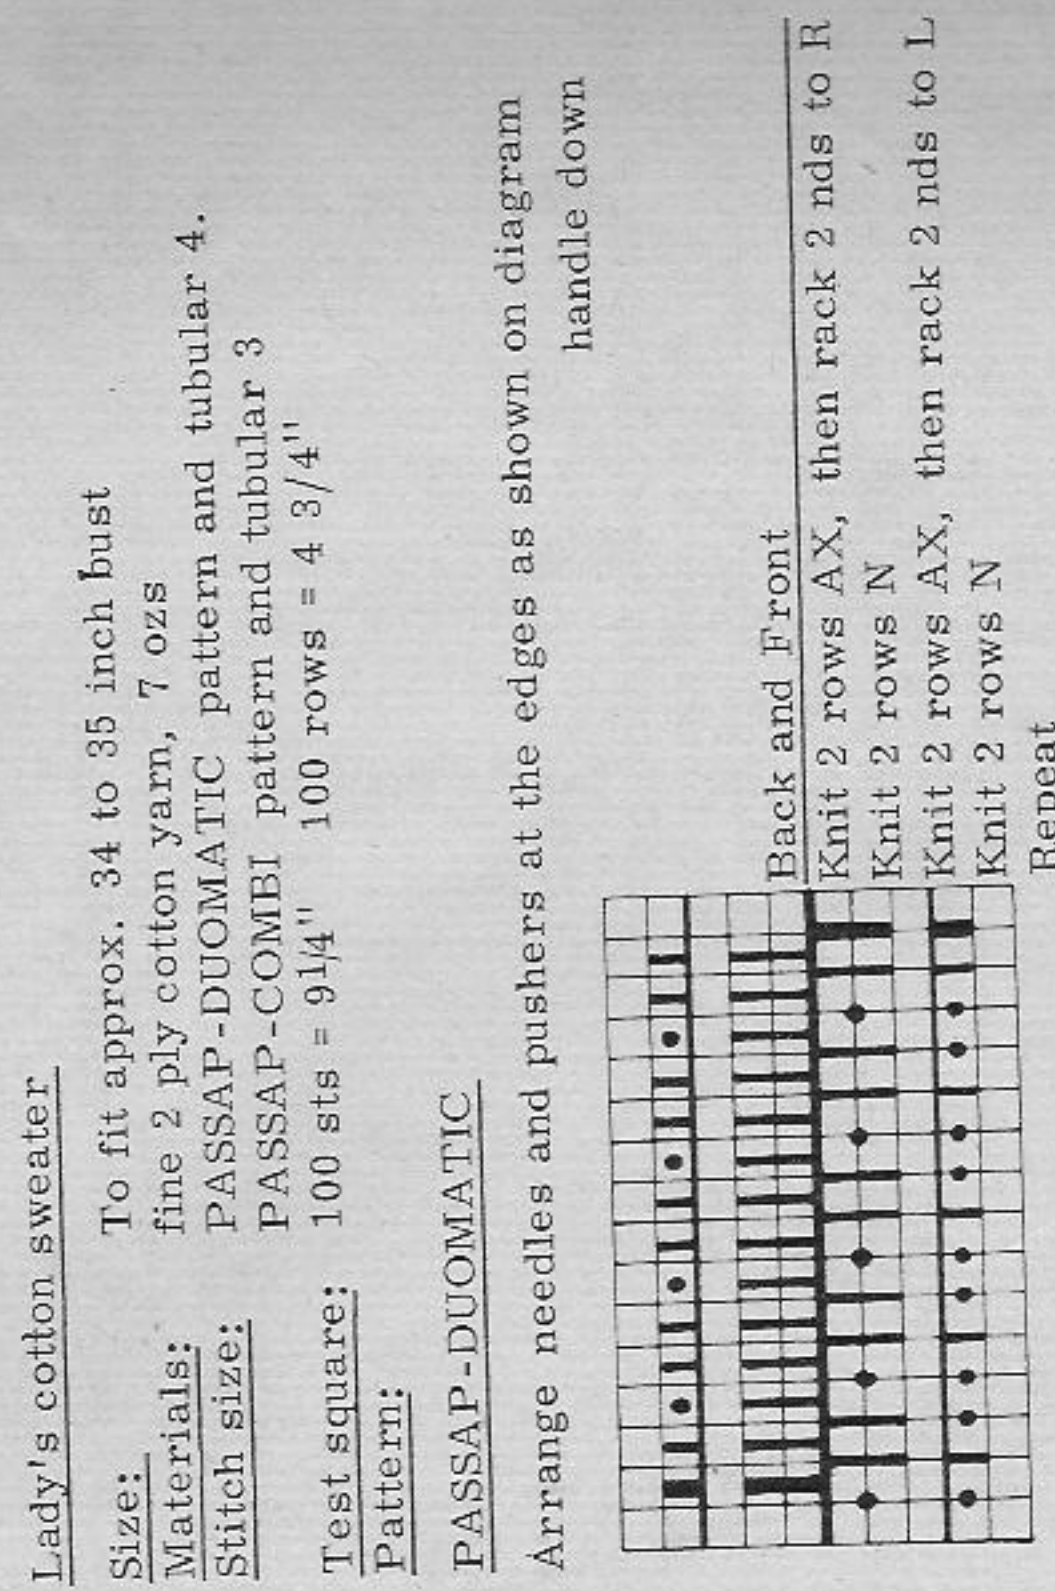 Lady's cotton sweater
Size: To fit approx. 34 to 35 inch bust
Materials: fine 2 ply cotton yarn, 7 ozs
Stitch size: PASSAP-DUOMATIC pattern and tubular 4.
PASSAP-COMBI pattern and tubular 3
Test square: 100 sts = 9 1/4" 100 rows = 4 3/4"
Pattern:
PASSAP-DUOMATIC
Arrange needles and pushers at the edges as shown on diagram
handle down
Back and Front
Knit 2 rows AX, then rack 2 nds to R
Knit 2 rows N
Knit 2 rows AX, then rack 2 nds to L
Knit 2 rows N
Repeat